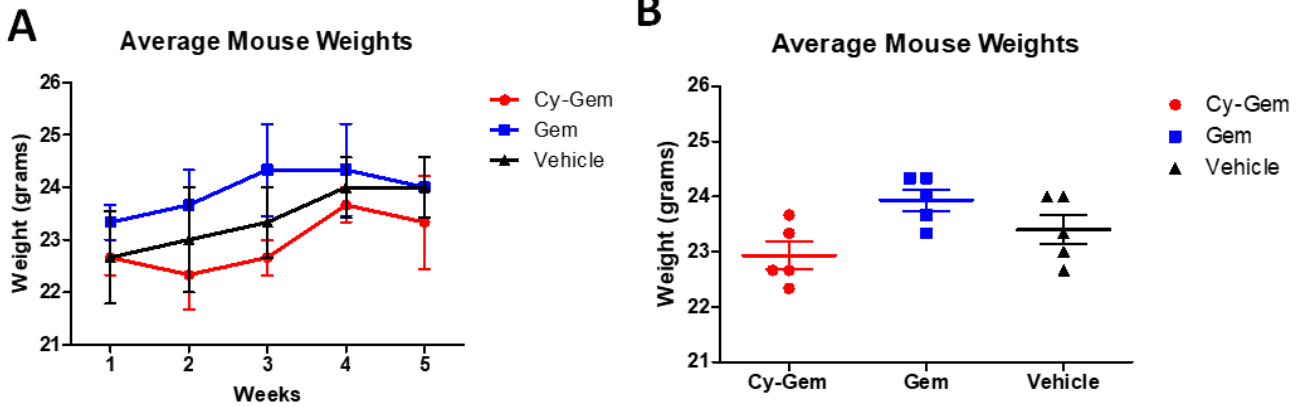 A
Average Mouse Weights
Weight (grams)
26
25
24
23
22
21
1 2 3 4 5
Weeks
Cy-Gem
Gem
Vehicle
B
Average Mouse Weights
Weight (grams)
26
25
24
23
22
21
Cy-Gem Gem Vehicle
Cy-Gem
Gem
Vehicle